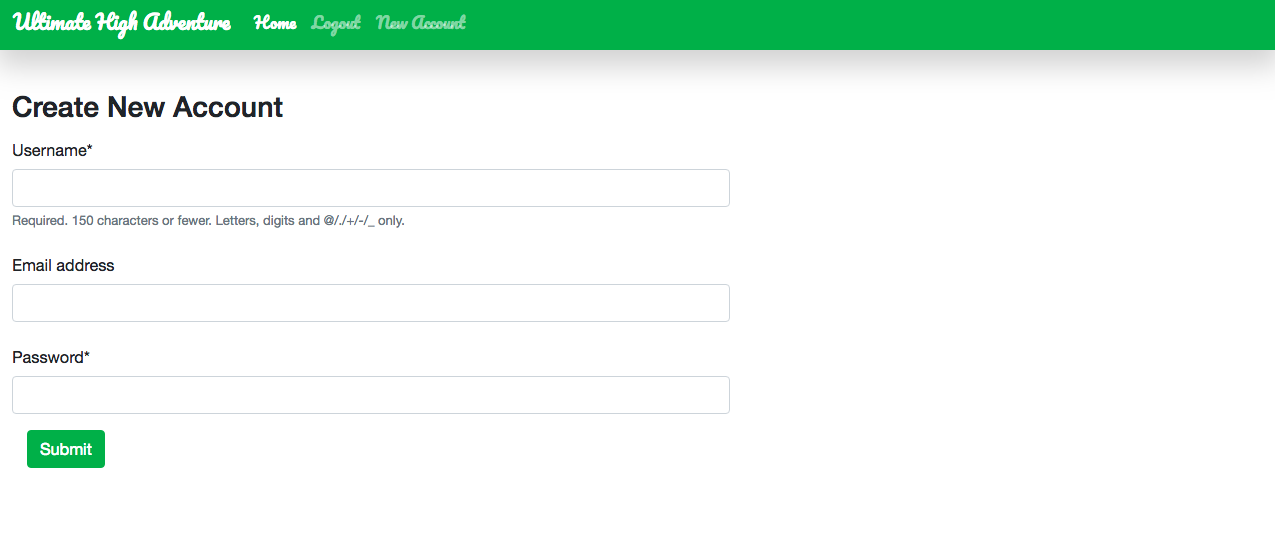 Ultimate High Adventure Home Logout New Account
Create New Account
Username*
Required. 150 characters or fewer. Letters, digits and @/./+/-/_ only.
Email address
Password*
Submit